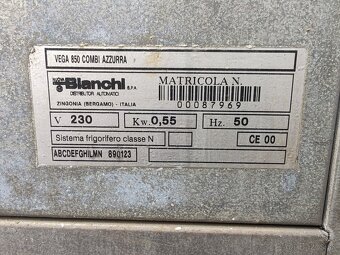 VEGA 850 COMBI AZZURRA
Bianchi S.P.A.
DISTRIBUTORI AUTOMATICI
ZINGONIA (BERGAMO) - ITALIA
MATRICOLA N.
00087969
V 230 Kw. 0,55 Hz. 50
Sistema frigorifero classe N CE 00
ABCDEFGHILMN 890123